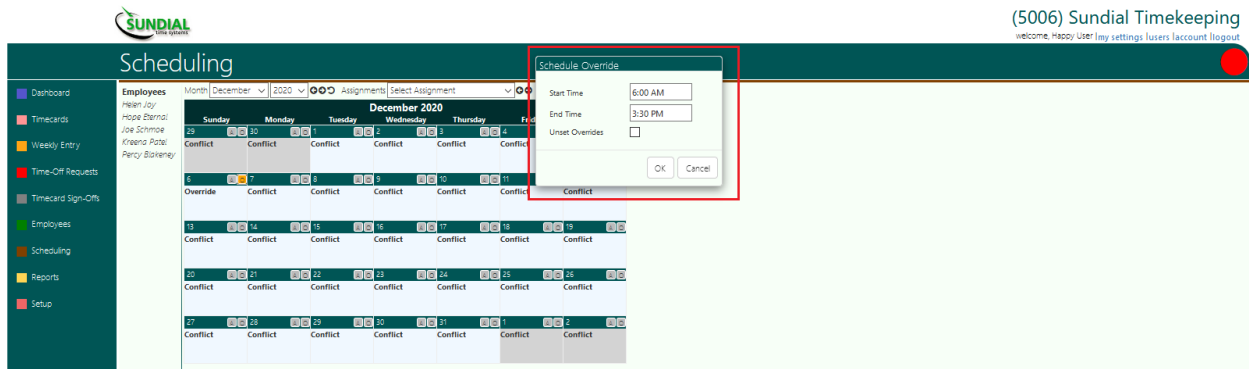 SUNDIAL
time systems
(5006) Sundial Timekeeping
welcome, Happy User |my settings |users |account |logout
Scheduling
Dashboard
Timecards
Weekly Entry
Time-Off Requests
Timecard Sign-Offs
Employees
Scheduling
Reports
Setup
Employees
Helen Joy
Hope Eternal
Joe Schmoe
Kreena Patel
Percy Blakeney
Month December 2020 Assignments Select Assignment
December 2020
Sunday Monday Tuesday Wednesday Thursday Frid
29 30 1 2 3 4
Conflict Conflict Conflict Conflict Conflict Conflict
6 7 8 9 10 11
Override Conflict Conflict Conflict Conflict Conflict Conflict
13 14 15 16 17 18 19
Conflict Conflict Conflict Conflict Conflict Conflict Conflict
20 21 22 23 24 25 26
Conflict Conflict Conflict Conflict Conflict Conflict Conflict
27 28 29 30 31 1 2
Conflict Conflict Conflict Conflict Conflict Conflict Conflict
Schedule Override
Start Time 6:00 AM
End Time 3:30 PM
Unset Overrides
OK Cancel